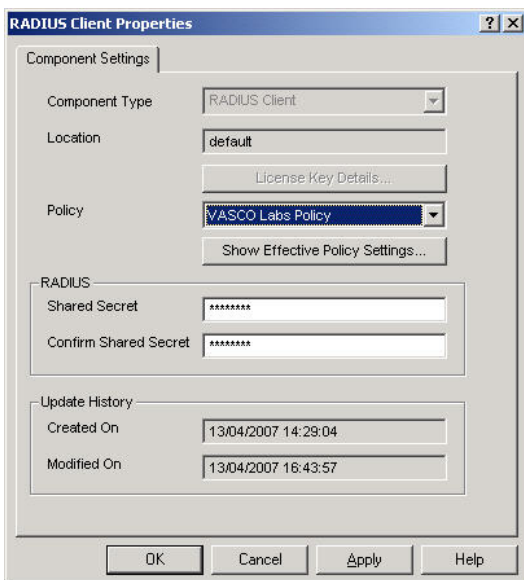 RADIUS Client Properties
Component Settings
Component Type RADIUS Client
Location default
License Key Details...
Policy VASCO Labs Policy
Show Effective Policy Settings...
RADIUS
Shared Secret ********
Confirm Shared Secret ********
Update History
Created On 13/04/2007 14:29:04
Modified On 13/04/2007 16:43:57
OK Cancel Apply Help